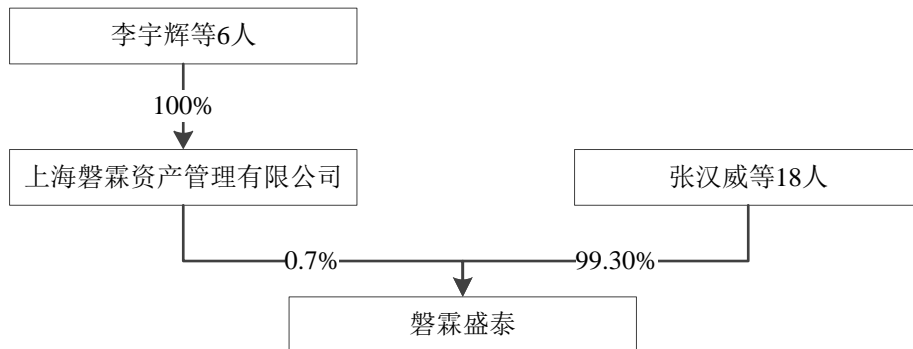 李宇辉等6人
100%
上海磐霖资产管理有限公司
张汉威等18人
0.7%
99.30%
磐霖盛泰